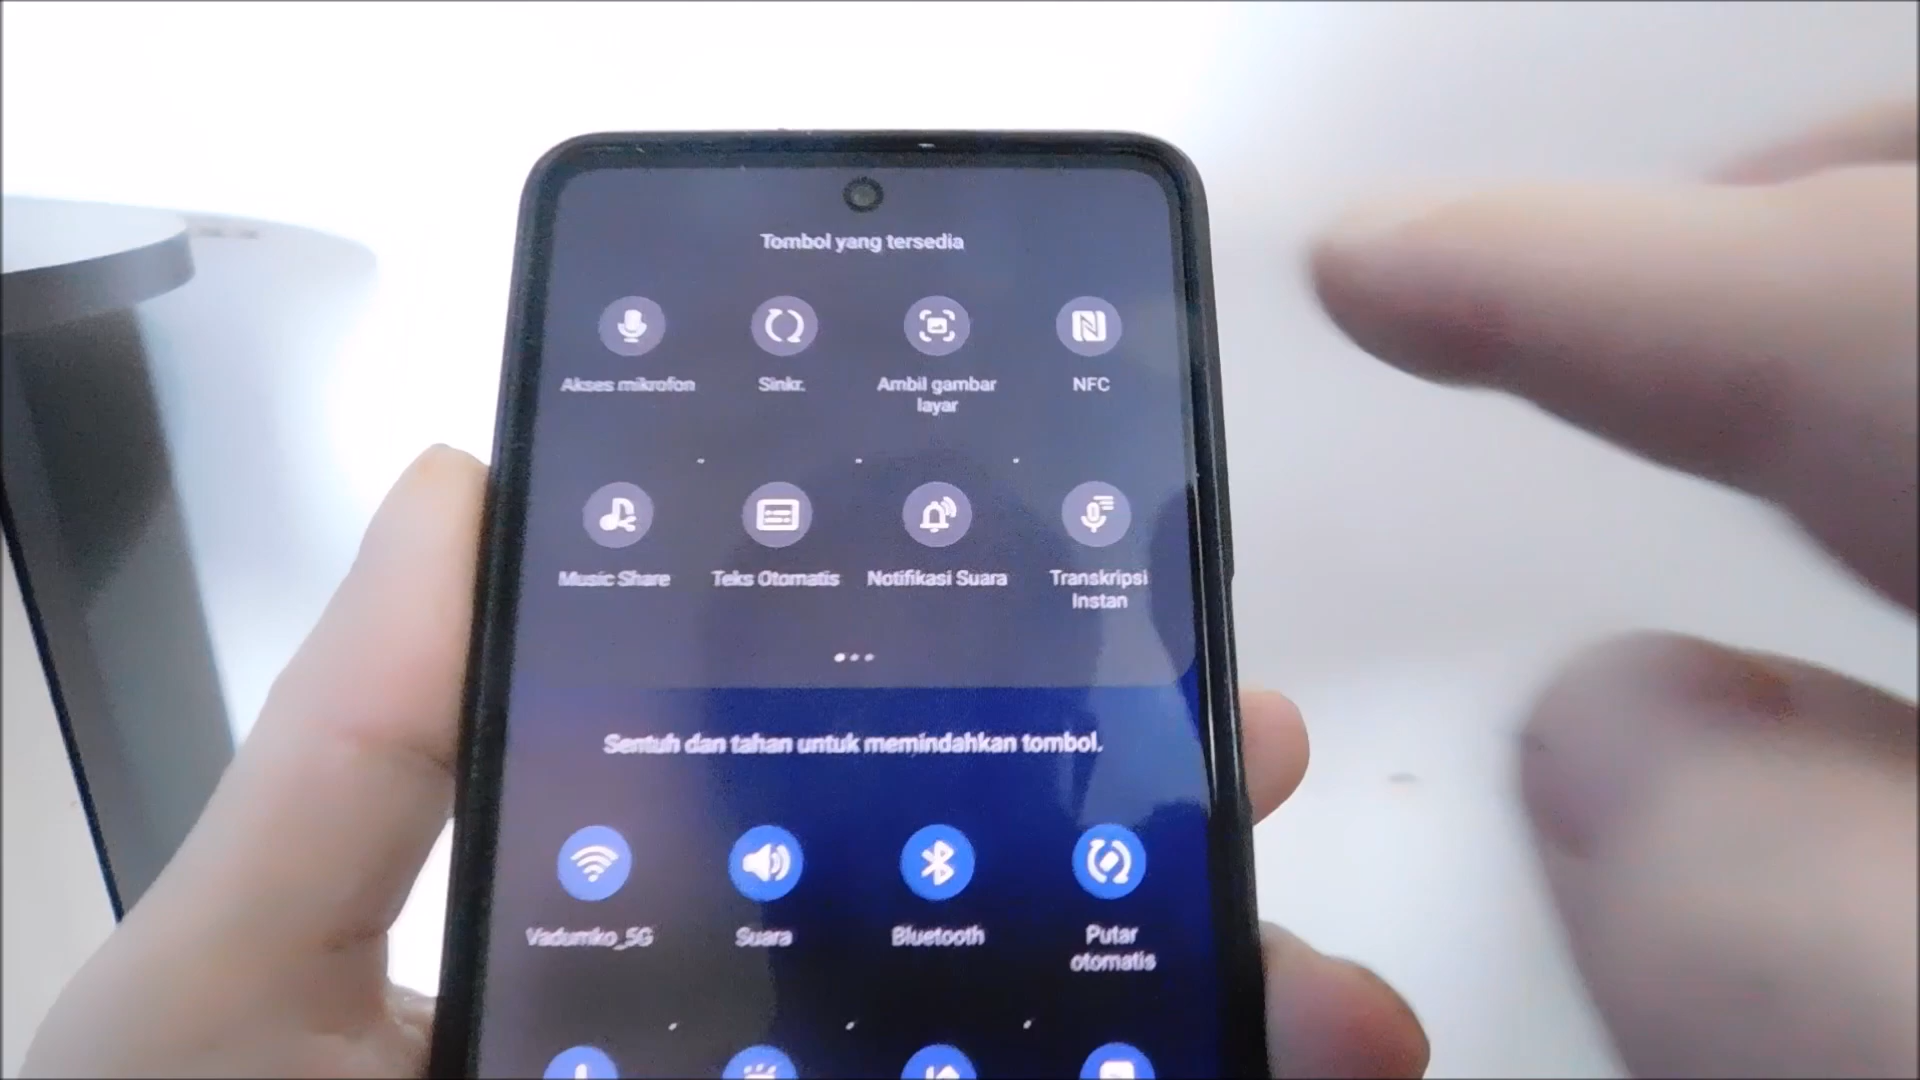 Tombol yang tersedia
Akses mikrofon
Sinkr.
Ambil gambar
layar
NFC
Music Share
Teks Otomatis
Notifikasi Suara
Transkripsi
Instan
Sentuh dan tahan untuk memindahkan tombol.
Vadumko_5G
Suara
Bluetooth
Putar
otomatis